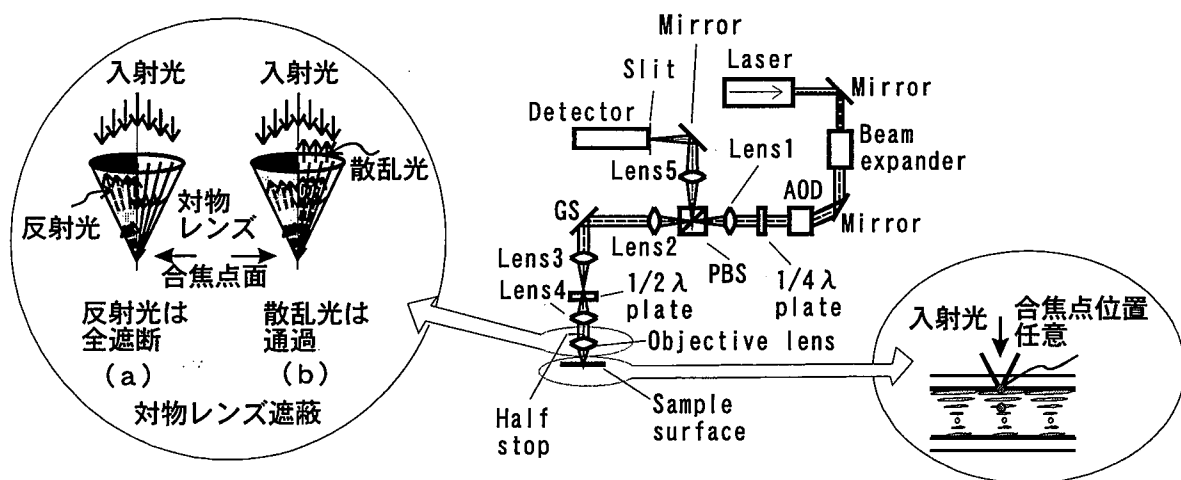 入射光
入射光
散乱光
反射光
対物
レンズ
合焦点面
反射光は
全遮断
(a)
散乱光は
通過
(b)
対物レンズ遮蔽
Mirror
Slit
Detector
Laser
Mirror
Beam
expander
Lens1
Lens5
AOD
Mirror
GS
Lens2
PBS
1/4 λ
plate
Lens3
Lens4
1/2 λ
plate
Objective lens
Half
stop
Sample
surface
入射光
合焦点位置
任意